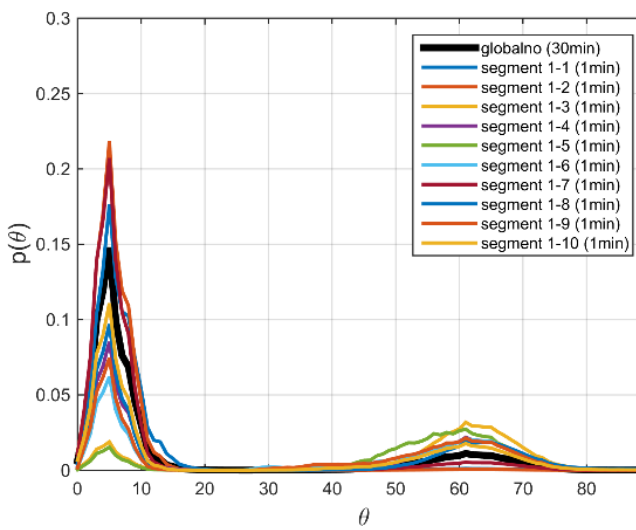 0.3
0.25
0.2
0.15
0.1
0.05
0
p(θ)
0 10 20 30 40 50 60 70 80
θ
globalno (30min)
segment 1-1 (1min)
segment 1-2 (1min)
segment 1-3 (1min)
segment 1-4 (1min)
segment 1-5 (1min)
segment 1-6 (1min)
segment 1-7 (1min)
segment 1-8 (1min)
segment 1-9 (1min)
segment 1-10 (1min)